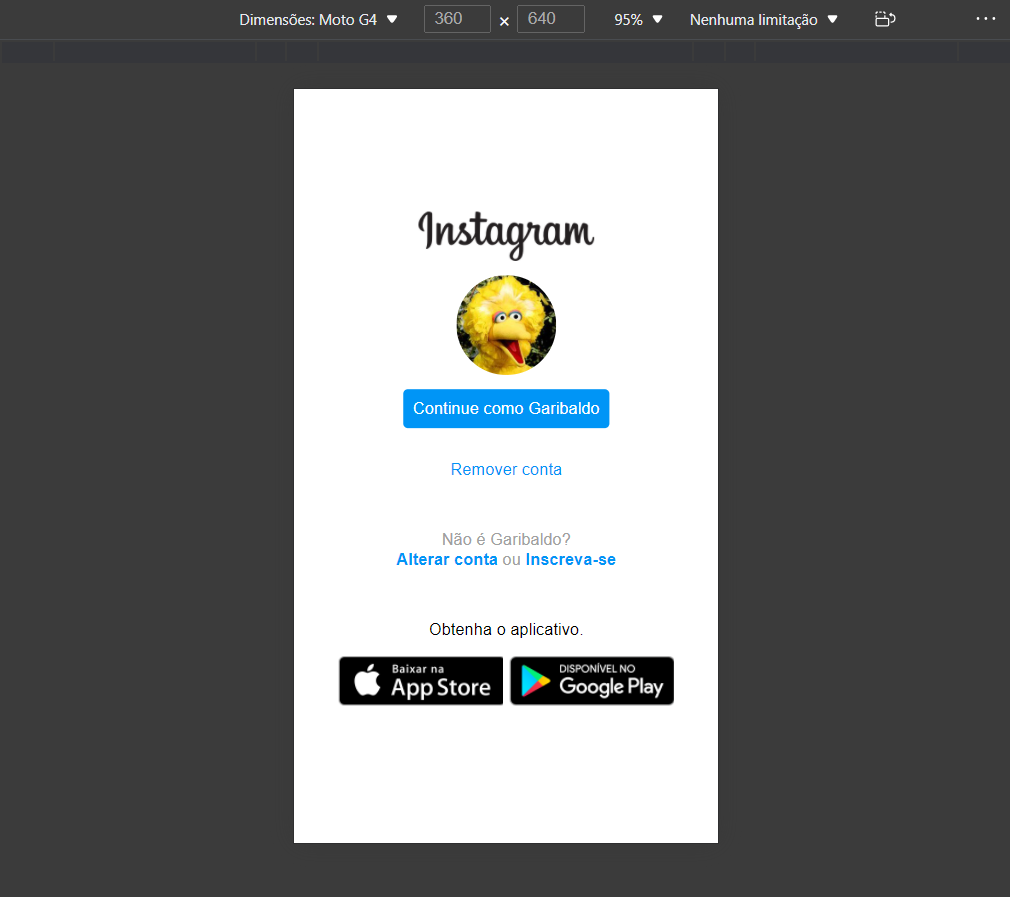 Dimensões: Moto G4 360 × 640 95% Nenhuma limitação
Instagram
Continue como Garibaldo
Remover conta
Não é Garibaldo?
Alterar conta ou Inscreva-se
Obtenha o aplicativo.
Baixar na
App Store
DISPONÍVEL NO
Google Play